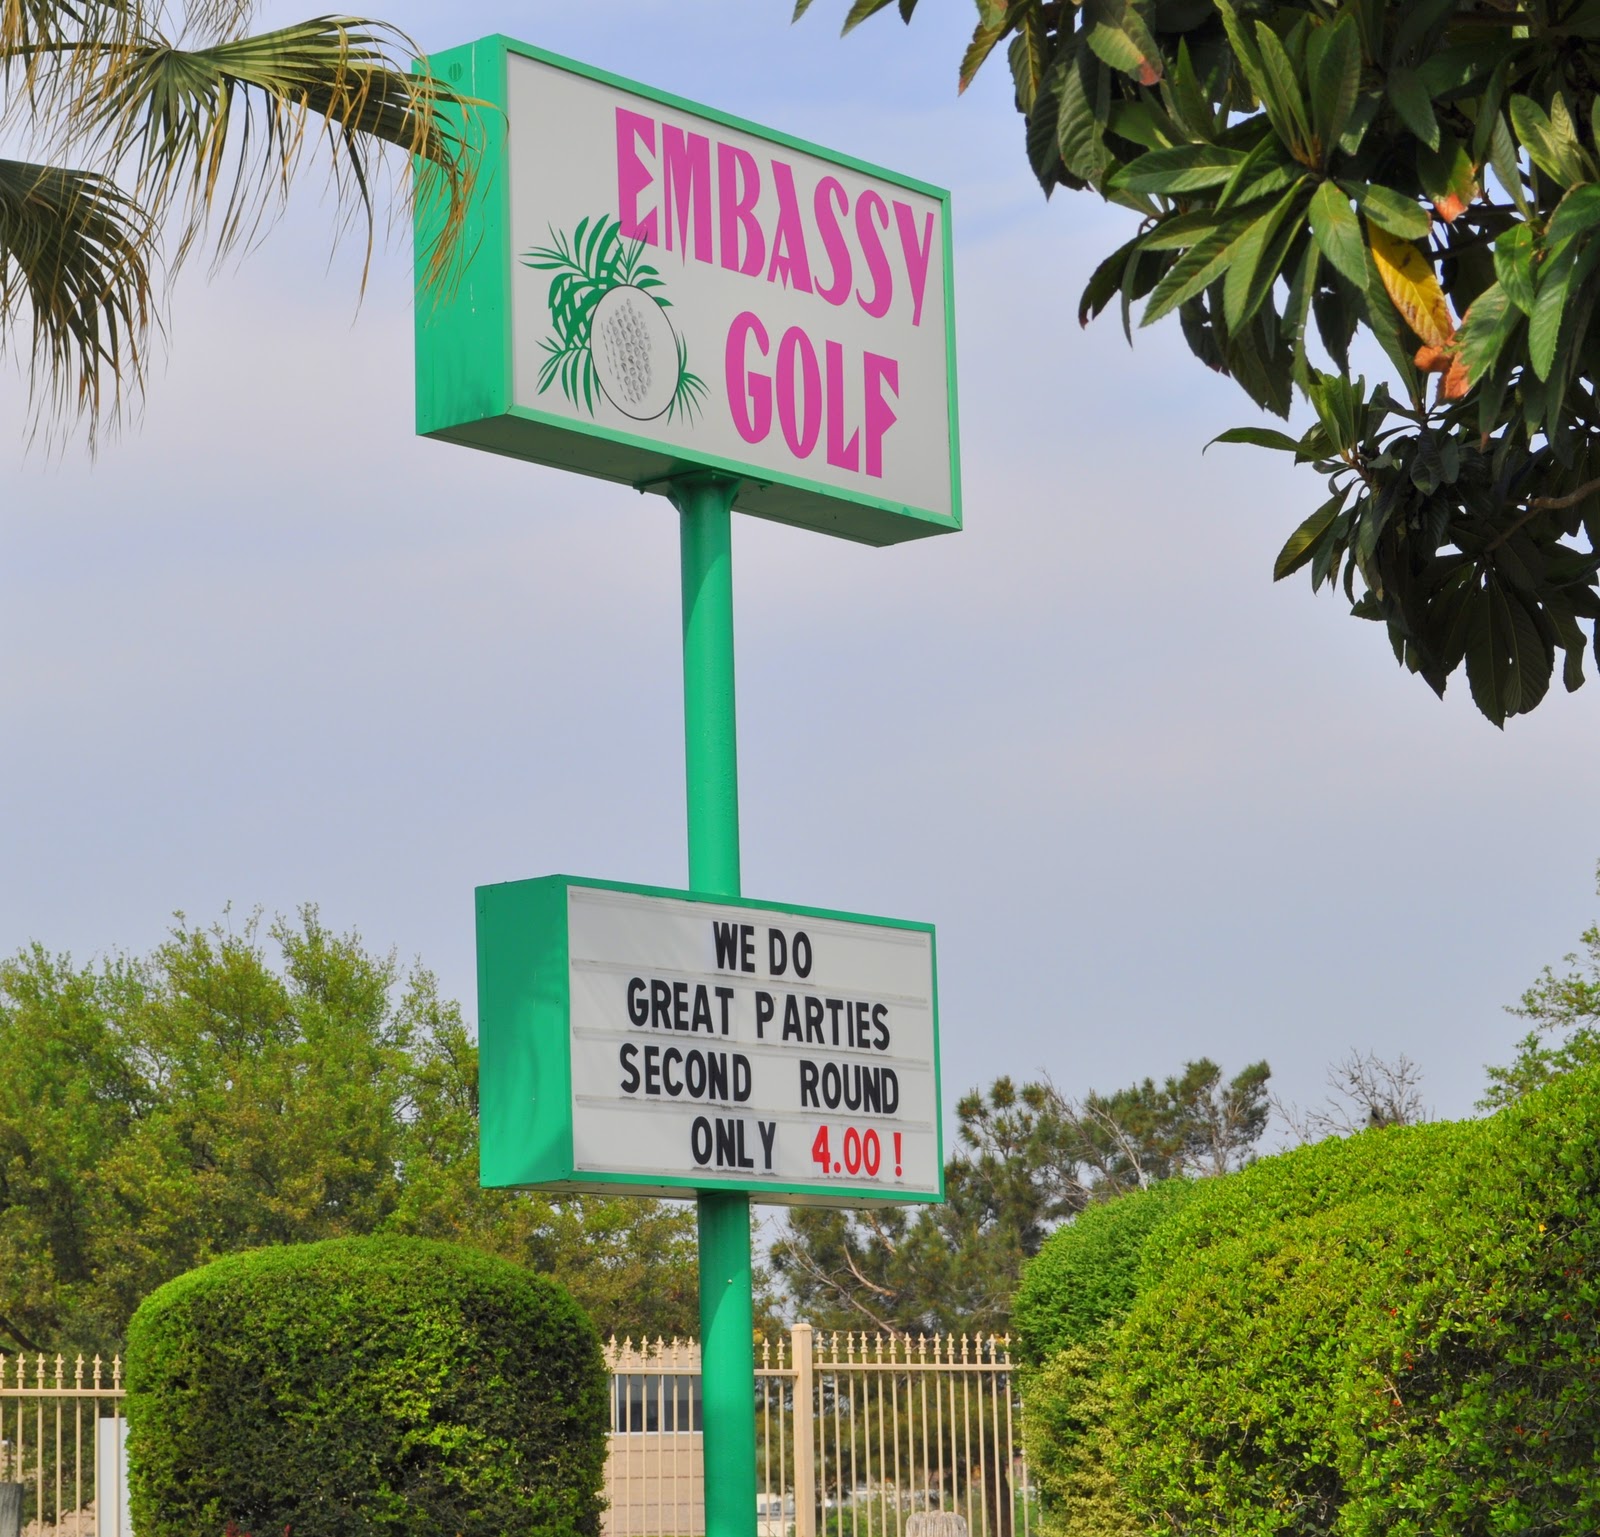 EMBASSY
GOLF
WE DO
GREAT PARTIES
SECOND ROUND
ONLY 4.00!